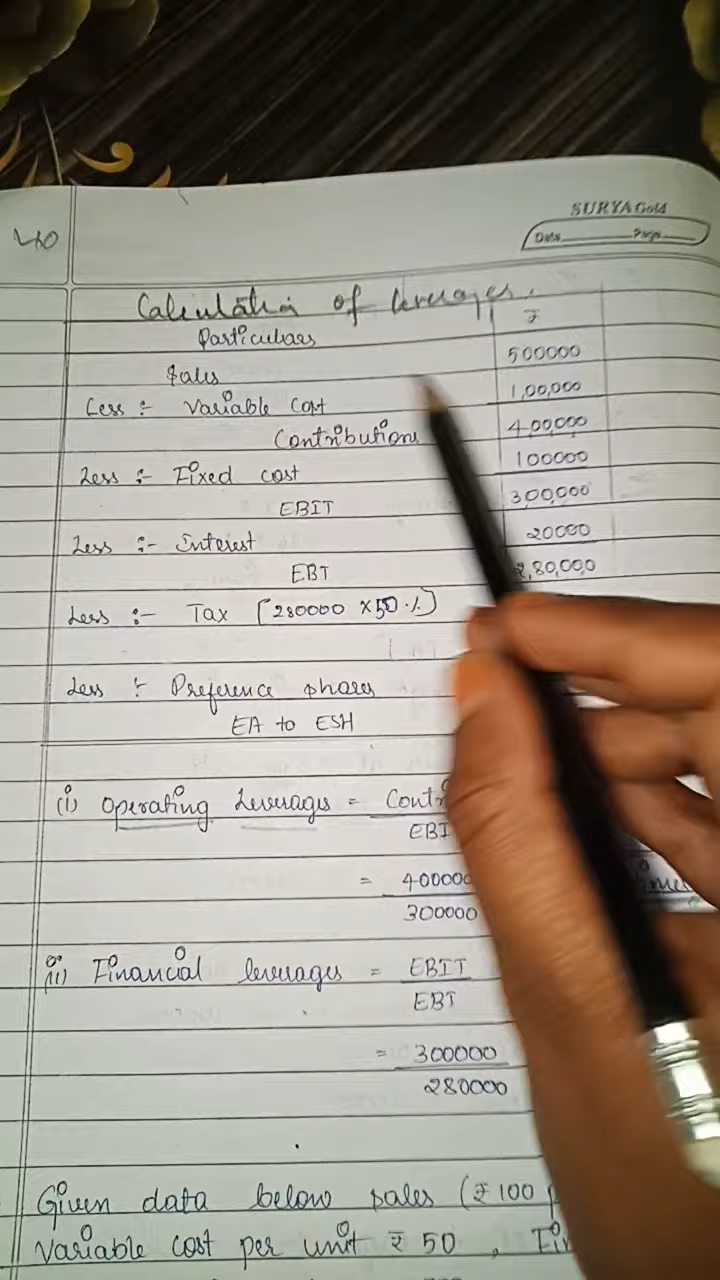 SURYA Gold
40
Date Page
Calculation of leverages.
Particulars ₹
Sales 500000
Less :- Variable cost 1,00,000
Contributions 4,00,000
Less :- Fixed cost 100000
EBIT 300,000
Less :- Interest 20000
EBT 2,80,000
Less :- Tax [280000 x 50 %)
Less :- Preference shares
EA to ESH
(i) Operating Leverages = Contr
EBI
= 400000
300000
(ii) Financial leverages = EBIT
EBT
= 300000
280000
Given data below sales (₹ 100
Variable cost per unit ₹ 50 , Fi